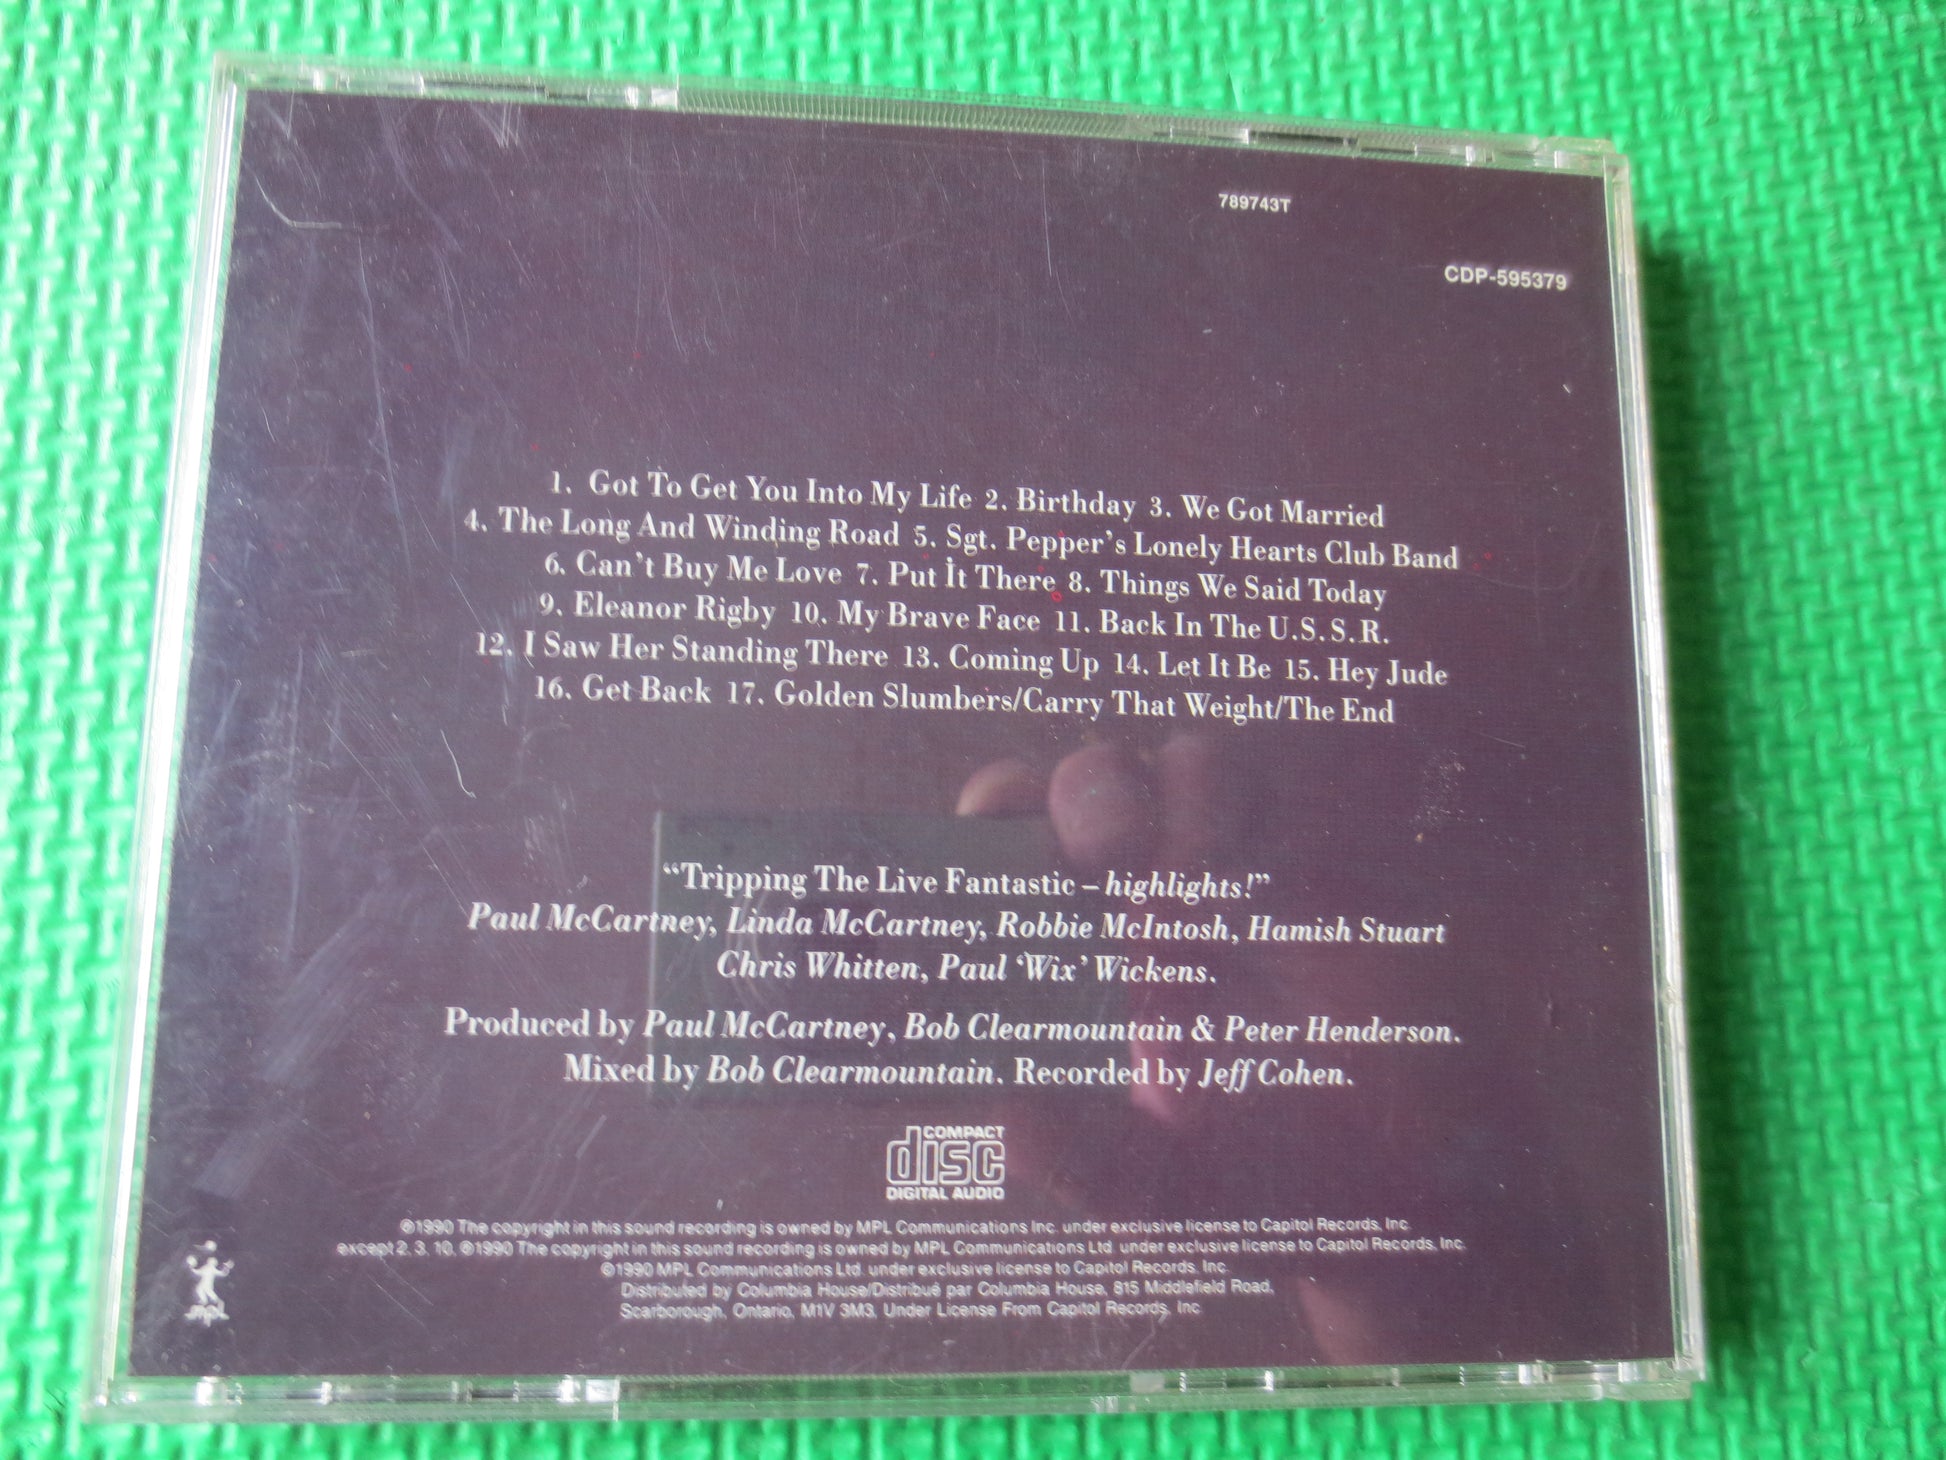 789743T
CDP-595379
1. Got To Get You Into My Life 2. Birthday 3. We Got Married
4. The Long And Winding Road 5. Sgt. Pepper's Lonely Hearts Club Band
6. Can't Buy Me Love 7. Put It There 8. Things We Said Today
9. Eleanor Rigby 10. My Brave Face 11. Back In The U.S.S.R.
12. I Saw Her Standing There 13. Coming Up 14. Let It Be 15. Hey Jude
16. Get Back 17. Golden Slumbers/Carry That Weight/The End
“Tripping The Live Fantastic – highlights!”
Paul McCartney, Linda McCartney, Robbie McIntosh, Hamish Stuart
Chris Whitten, Paul ‘Wix’ Wickens.
Produced by Paul McCartney, Bob Clearmountain & Peter Henderson.
Mixed by Bob Clearmountain. Recorded by Jeff Cohen.
COMPACT
disc
DIGITAL AUDIO
℗1990 The copyright in this sound recording is owned by MPL Communications Inc. under exclusive license to Capitol Records, Inc.
except 2, 3, 10, ℗1990 The copyright in this sound recording is owned by MPL Communications Ltd. under exclusive license to Capitol Records, Inc.
©1990 MPL Communications Ltd. under exclusive license to Capitol Records, Inc.
Distributed by Columbia House/Distribué par Columbia House, 815 Middlefield Road,
Scarborough, Ontario, M1V 3M3, Under License From Capitol Records, Inc.
mpl